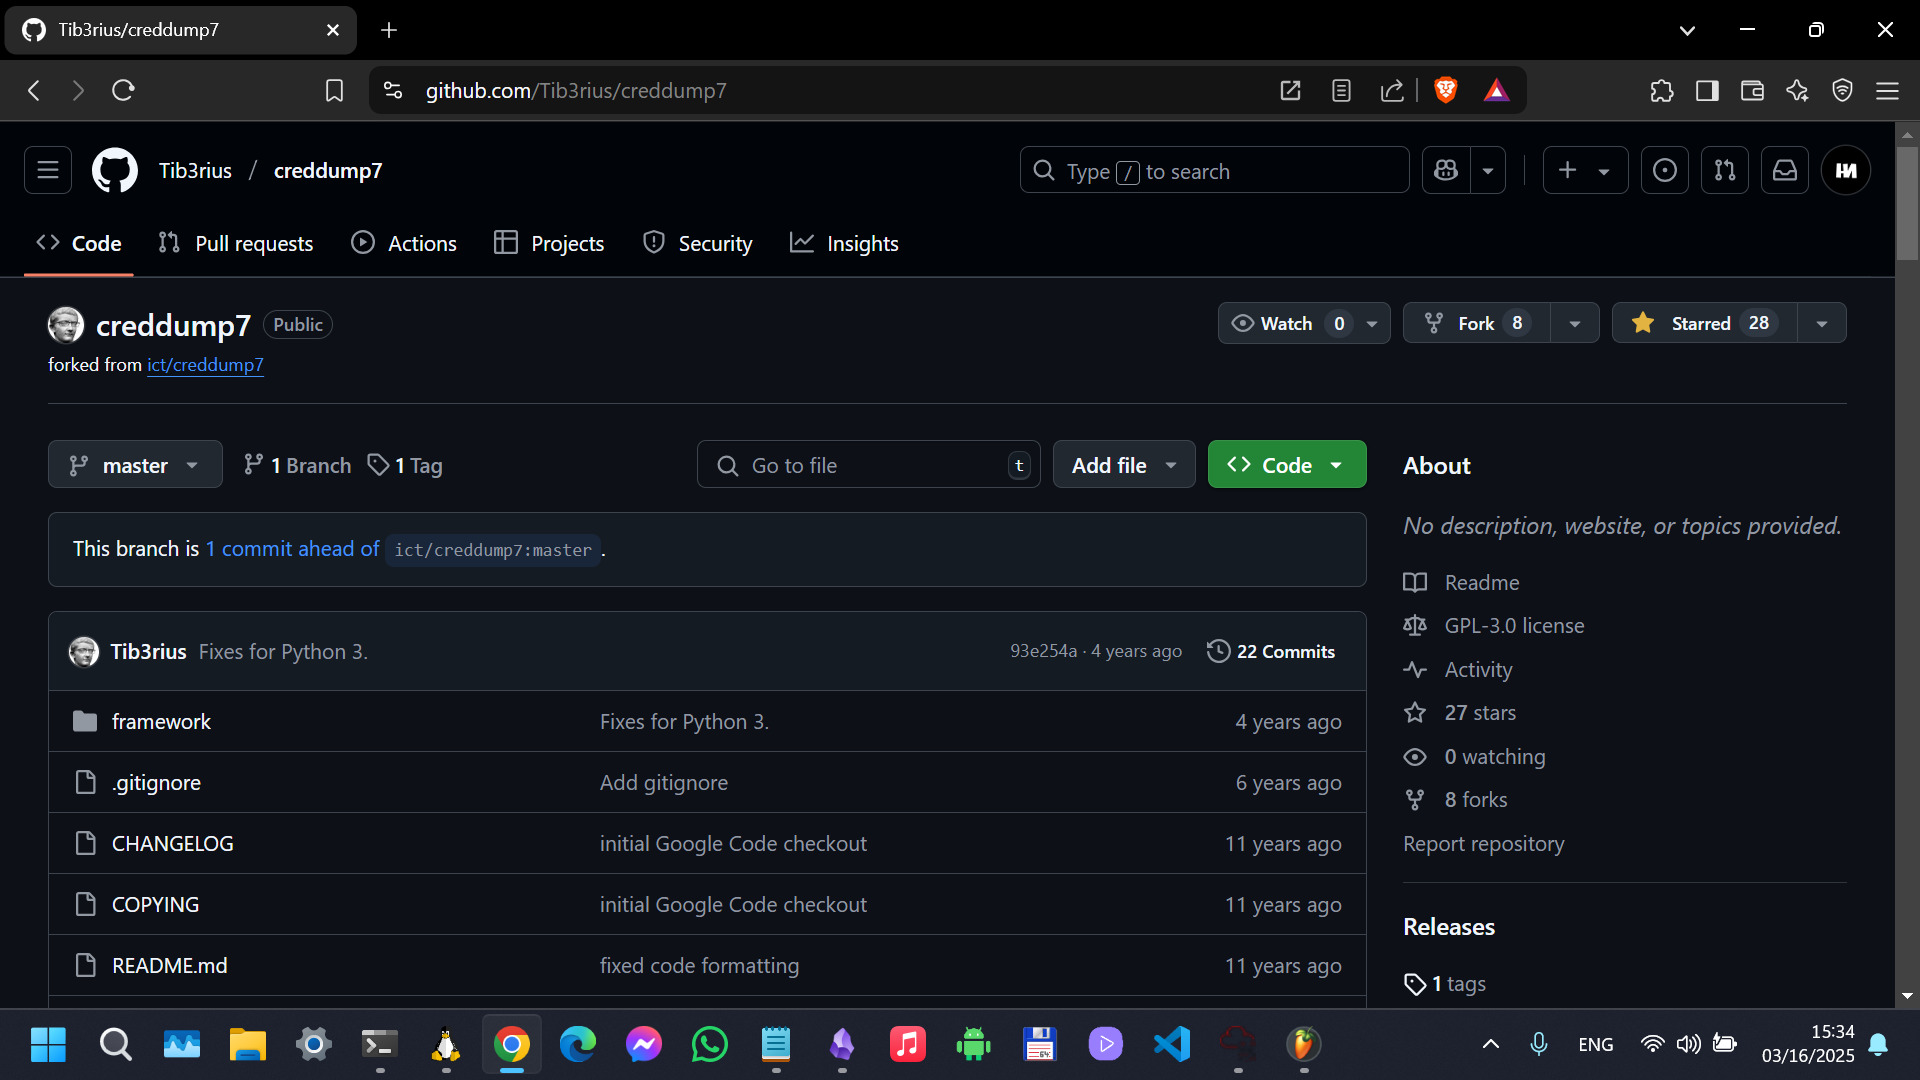 Tib3rius/creddump7
github.com/Tib3rius/creddump7
Tib3rius / creddump7
Type / to search
Code
Pull requests
Actions
Projects
Security
Insights
creddump7 Public
Watch 0
Fork 8
Starred 28
forked from ict/creddump7
master
1 Branch
1 Tag
Go to file t
Add file
Code
This branch is 1 commit ahead of ict/creddump7:master .
Tib3rius Fixes for Python 3. 93e254a · 4 years ago 22 Commits
framework Fixes for Python 3. 4 years ago
.gitignore Add gitignore 6 years ago
CHANGELOG initial Google Code checkout 11 years ago
COPYING initial Google Code checkout 11 years ago
README.md fixed code formatting 11 years ago
About
No description, website, or topics provided.
Readme
GPL-3.0 license
Activity
27 stars
0 watching
8 forks
Report repository
Releases
1 tags
ENG
15:34
03/16/2025